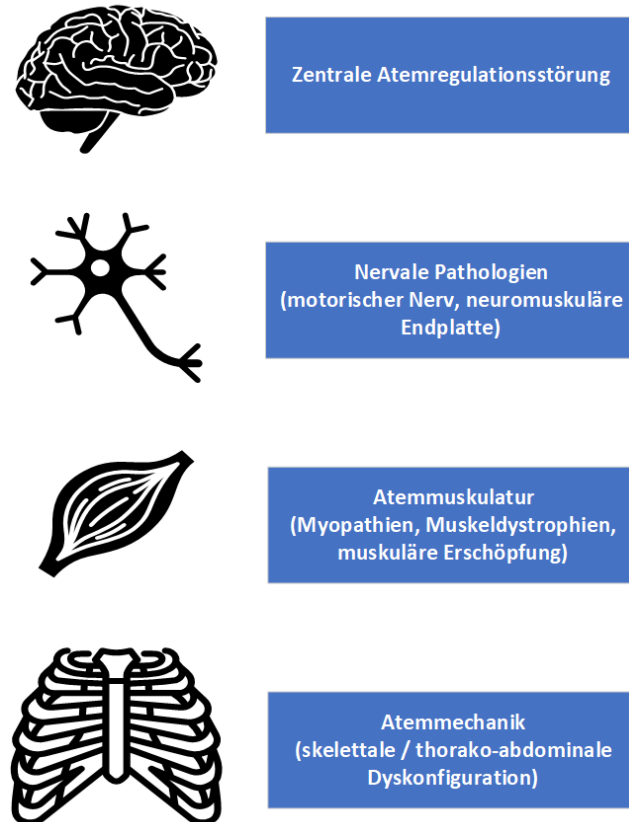 Zentrale Atemregulationsstörung
Nervale Pathologien
(motorischer Nerv, neuromuskuläre
Endplatte)
Atemmuskulatur
(Myopathien, Muskeldystrophien,
muskuläre Erschöpfung)
Atemmechanik
(skelettale / thorako-abdominale
Dyskonfiguration)